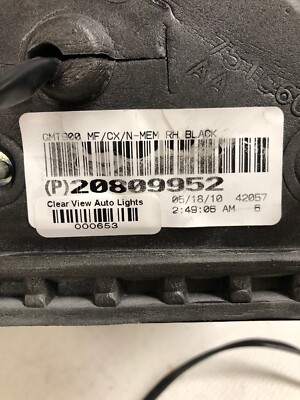 GMT900 MF/CX/N-MEM RH BLACK
(P)20809952
Clear View Auto Lights
000653
05/18/10 42057
2:49:06 AM 6